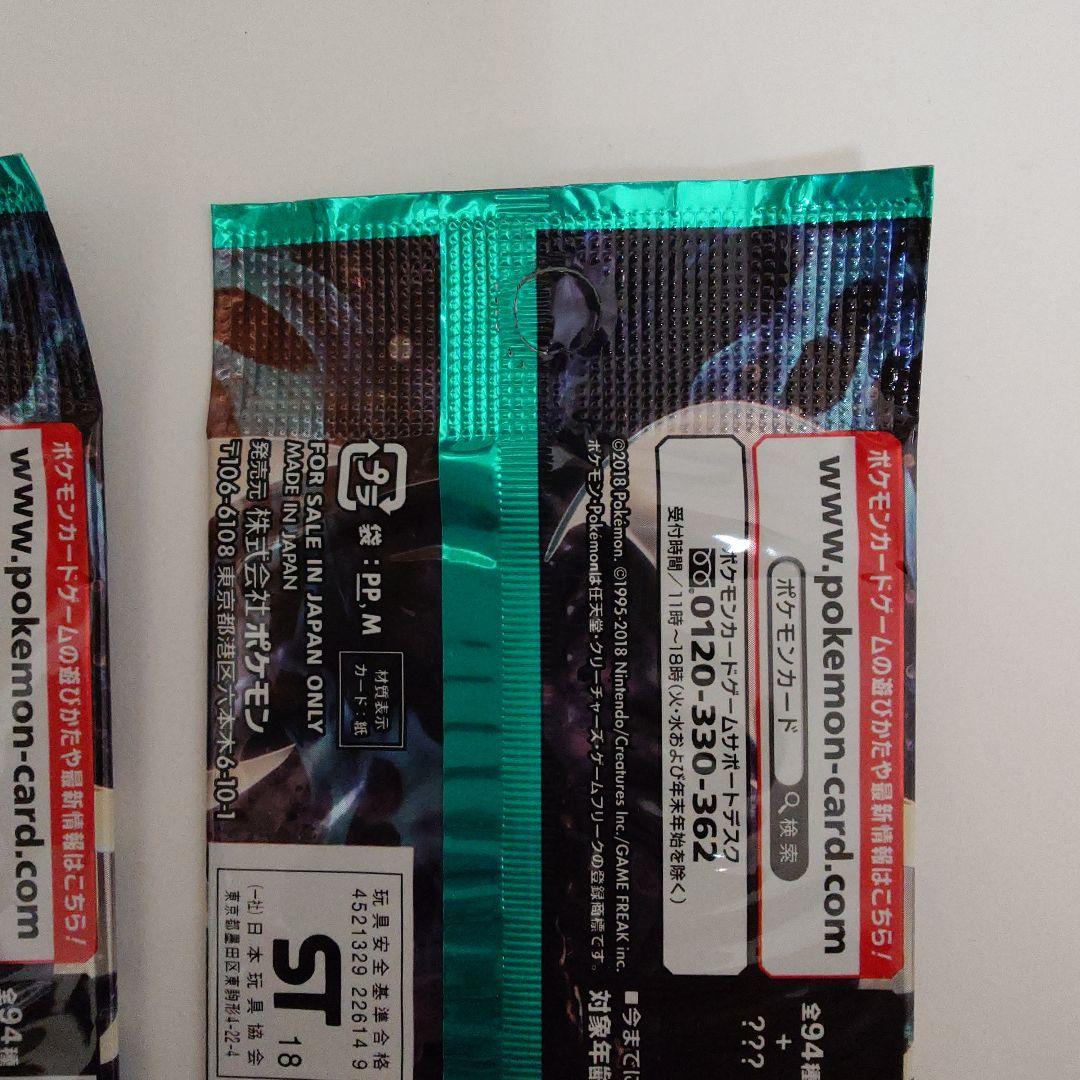 ポケモンカードゲームの遊びかたや最新情報はこちら!
www.pokemon-card.com
全94種
ポケモンカードゲームの遊びかたや最新情報はこちら!
www.pokemon-card.com
ポケモンカード 検索
ポケモンカードゲームサポートデスク
0120-330-362
受付時間/11時~18時(火・水および年末年始を除く)
©2018 Pokémon. ©1995-2018 Nintendo/Creatures Inc./GAME FREAK inc.
ポケモン・Pokémonは任天堂・クリーチャーズ・ゲームフリークの登録商標です。
全94種
+
???
■今までに
対象年齢
プラ
袋:PP,M
材質表示
カード:紙
FOR SALE IN JAPAN ONLY
MADE IN JAPAN
発売元 株式会社ポケモン
〒106-6108 東京都港区六本木6-10-1
玩具安全基準合格
4521329 226149
ST 18
(一社)日本玩具協会
東京都墨田区東駒形4-22-4